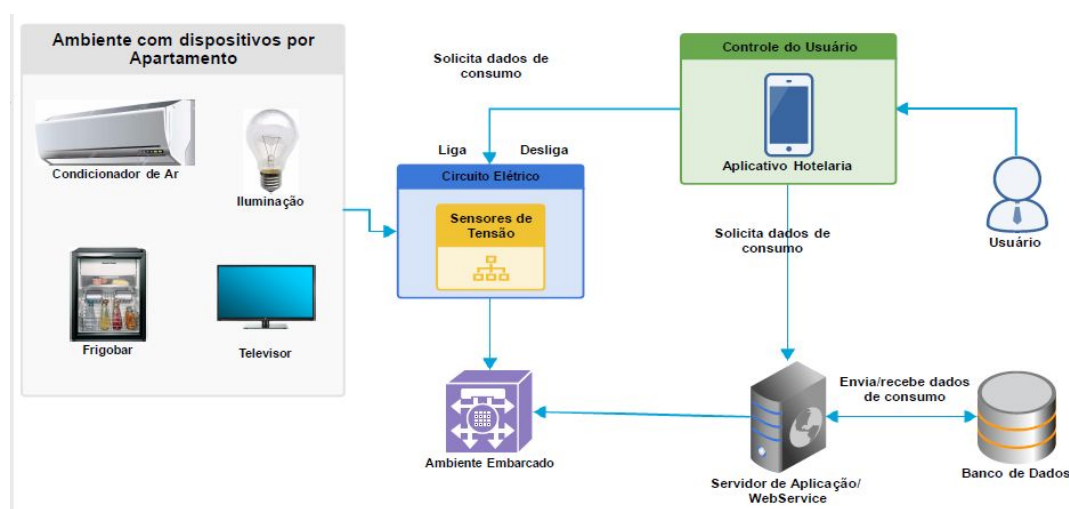 Ambiente com dispositivos por
Apartamento
Condicionador de Ar
Iluminação
Frigobar
Televisor
Solicita dados de
consumo
Liga
Desliga
Circuito Elétrico
Sensores de
Tensão
Controle do Usuário
Aplicativo Hotelaria
Usuário
Solicita dados de
consumo
Ambiente Embarcado
Servidor de Aplicação/
WebService
Envia/recebe dados
de consumo
Banco de Dados